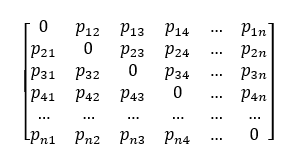 0 p₁₂ p₁₃ p₁₄ ... p₁ₙ
p₂₁ 0 p₂₃ p₂₄ ... p₂ₙ
p₃₁ p₃₂ 0 p₃₄ ... p₃ₙ
p₄₁ p₄₂ p₄₃ 0 ... p₄ₙ
... ... ... ... ... ...
pₙ₁ pₙ₂ pₙ₃ pₙ₄ ... 0